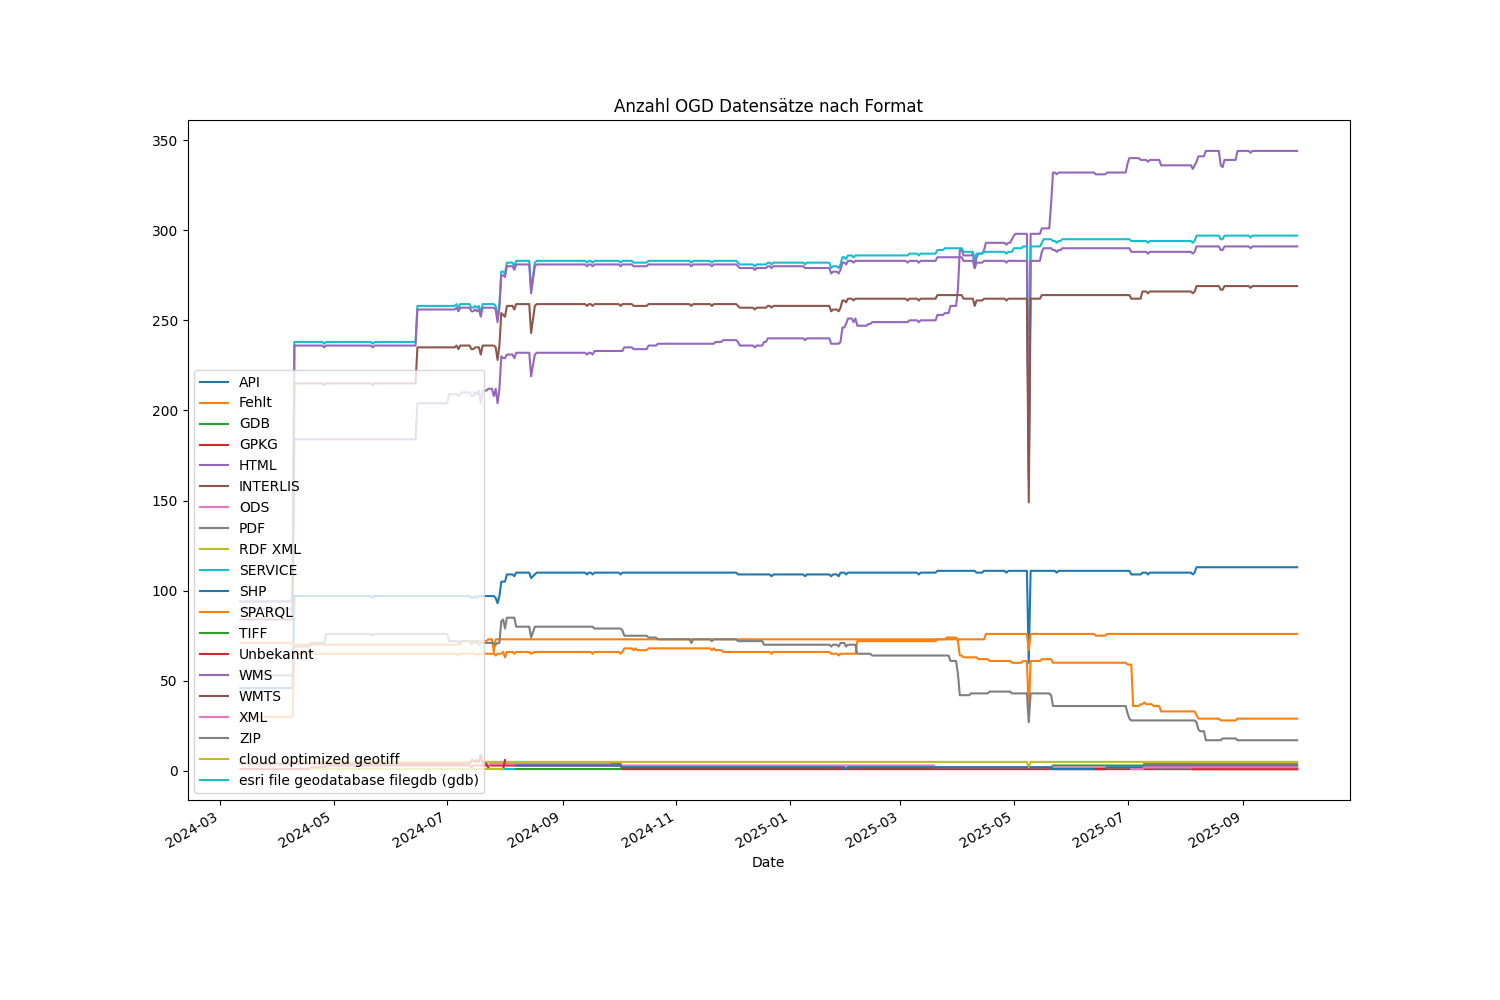 Anzahl OGD Datensätze nach Format
350
300
250
200
150
100
50
0
API
Fehlt
GDB
GPKG
HTML
INTERLIS
ODS
PDF
RDF XML
SERVICE
SHP
SPARQL
TIFF
Unbekannt
WMS
WMTS
XML
ZIP
cloud optimized geotiff
esri file geodatabase filegdb (gdb)
2024-03
2024-05
2024-07
2024-09
2024-11
2025-01
2025-03
2025-05
2025-07
2025-09
Date